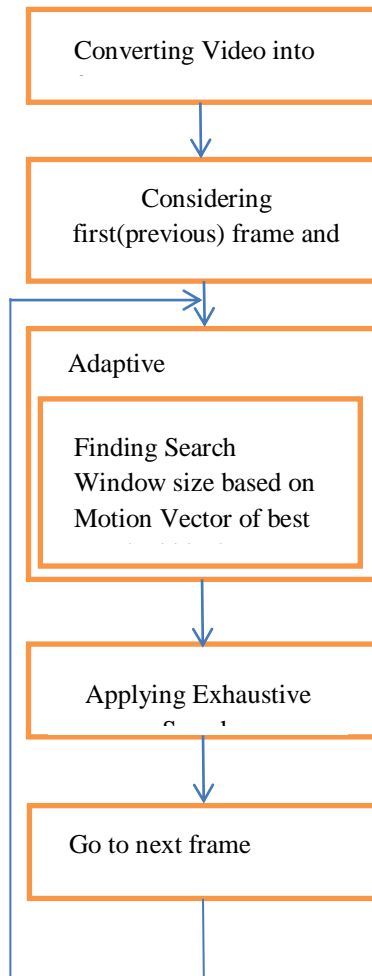 Converting Video into
Considering
first(previous) frame and
Adaptive
Finding Search
Window size based on
Motion Vector of best
Applying Exhaustive
Go to next frame